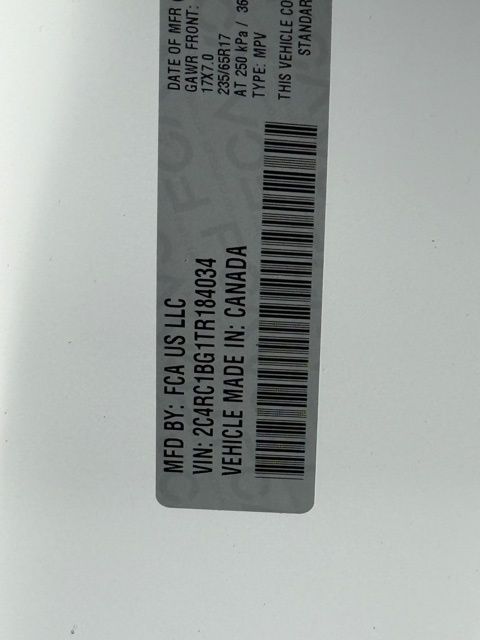 MFD BY: FCA US LLC
VIN: 2C4RC1BG1TR184034
VEHICLE MADE IN: CANADA
DATE OF MFR
GAWR FRONT:
17X7.0
235/65R17
AT 250 kPa / 36
TYPE: MPV
THIS VEHICLE CO
STANDAR